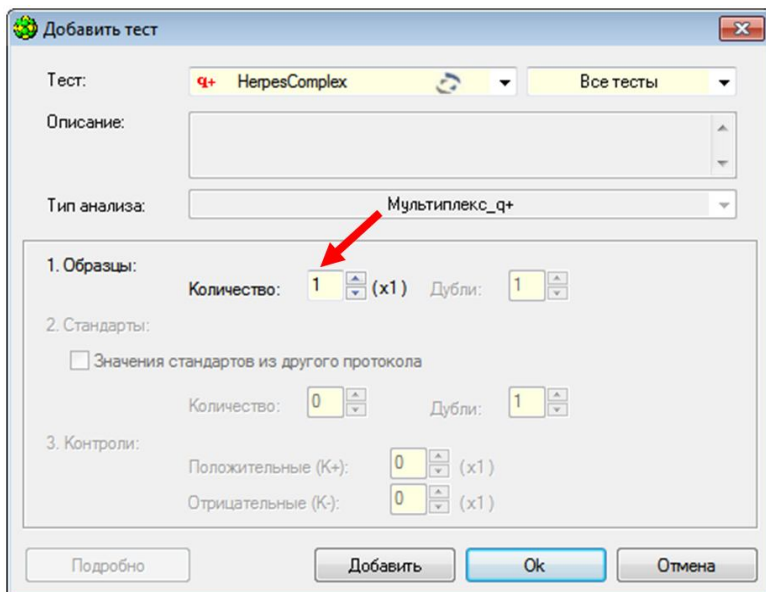 Добавить тест
Тест: q+ HerpesComplex Все тесты
Описание:
Тип анализа: Мультиплекс_q+
1. Образцы:
Количество: 1 (x1) Дубли: 1
2. Стандарты:
Значения стандартов из другого протокола
Количество: 0 Дубли: 1
3. Контроли:
Положительные (K+): 0 (x1)
Отрицательные (K-): 0 (x1)
Подробно Добавить Ok Отмена